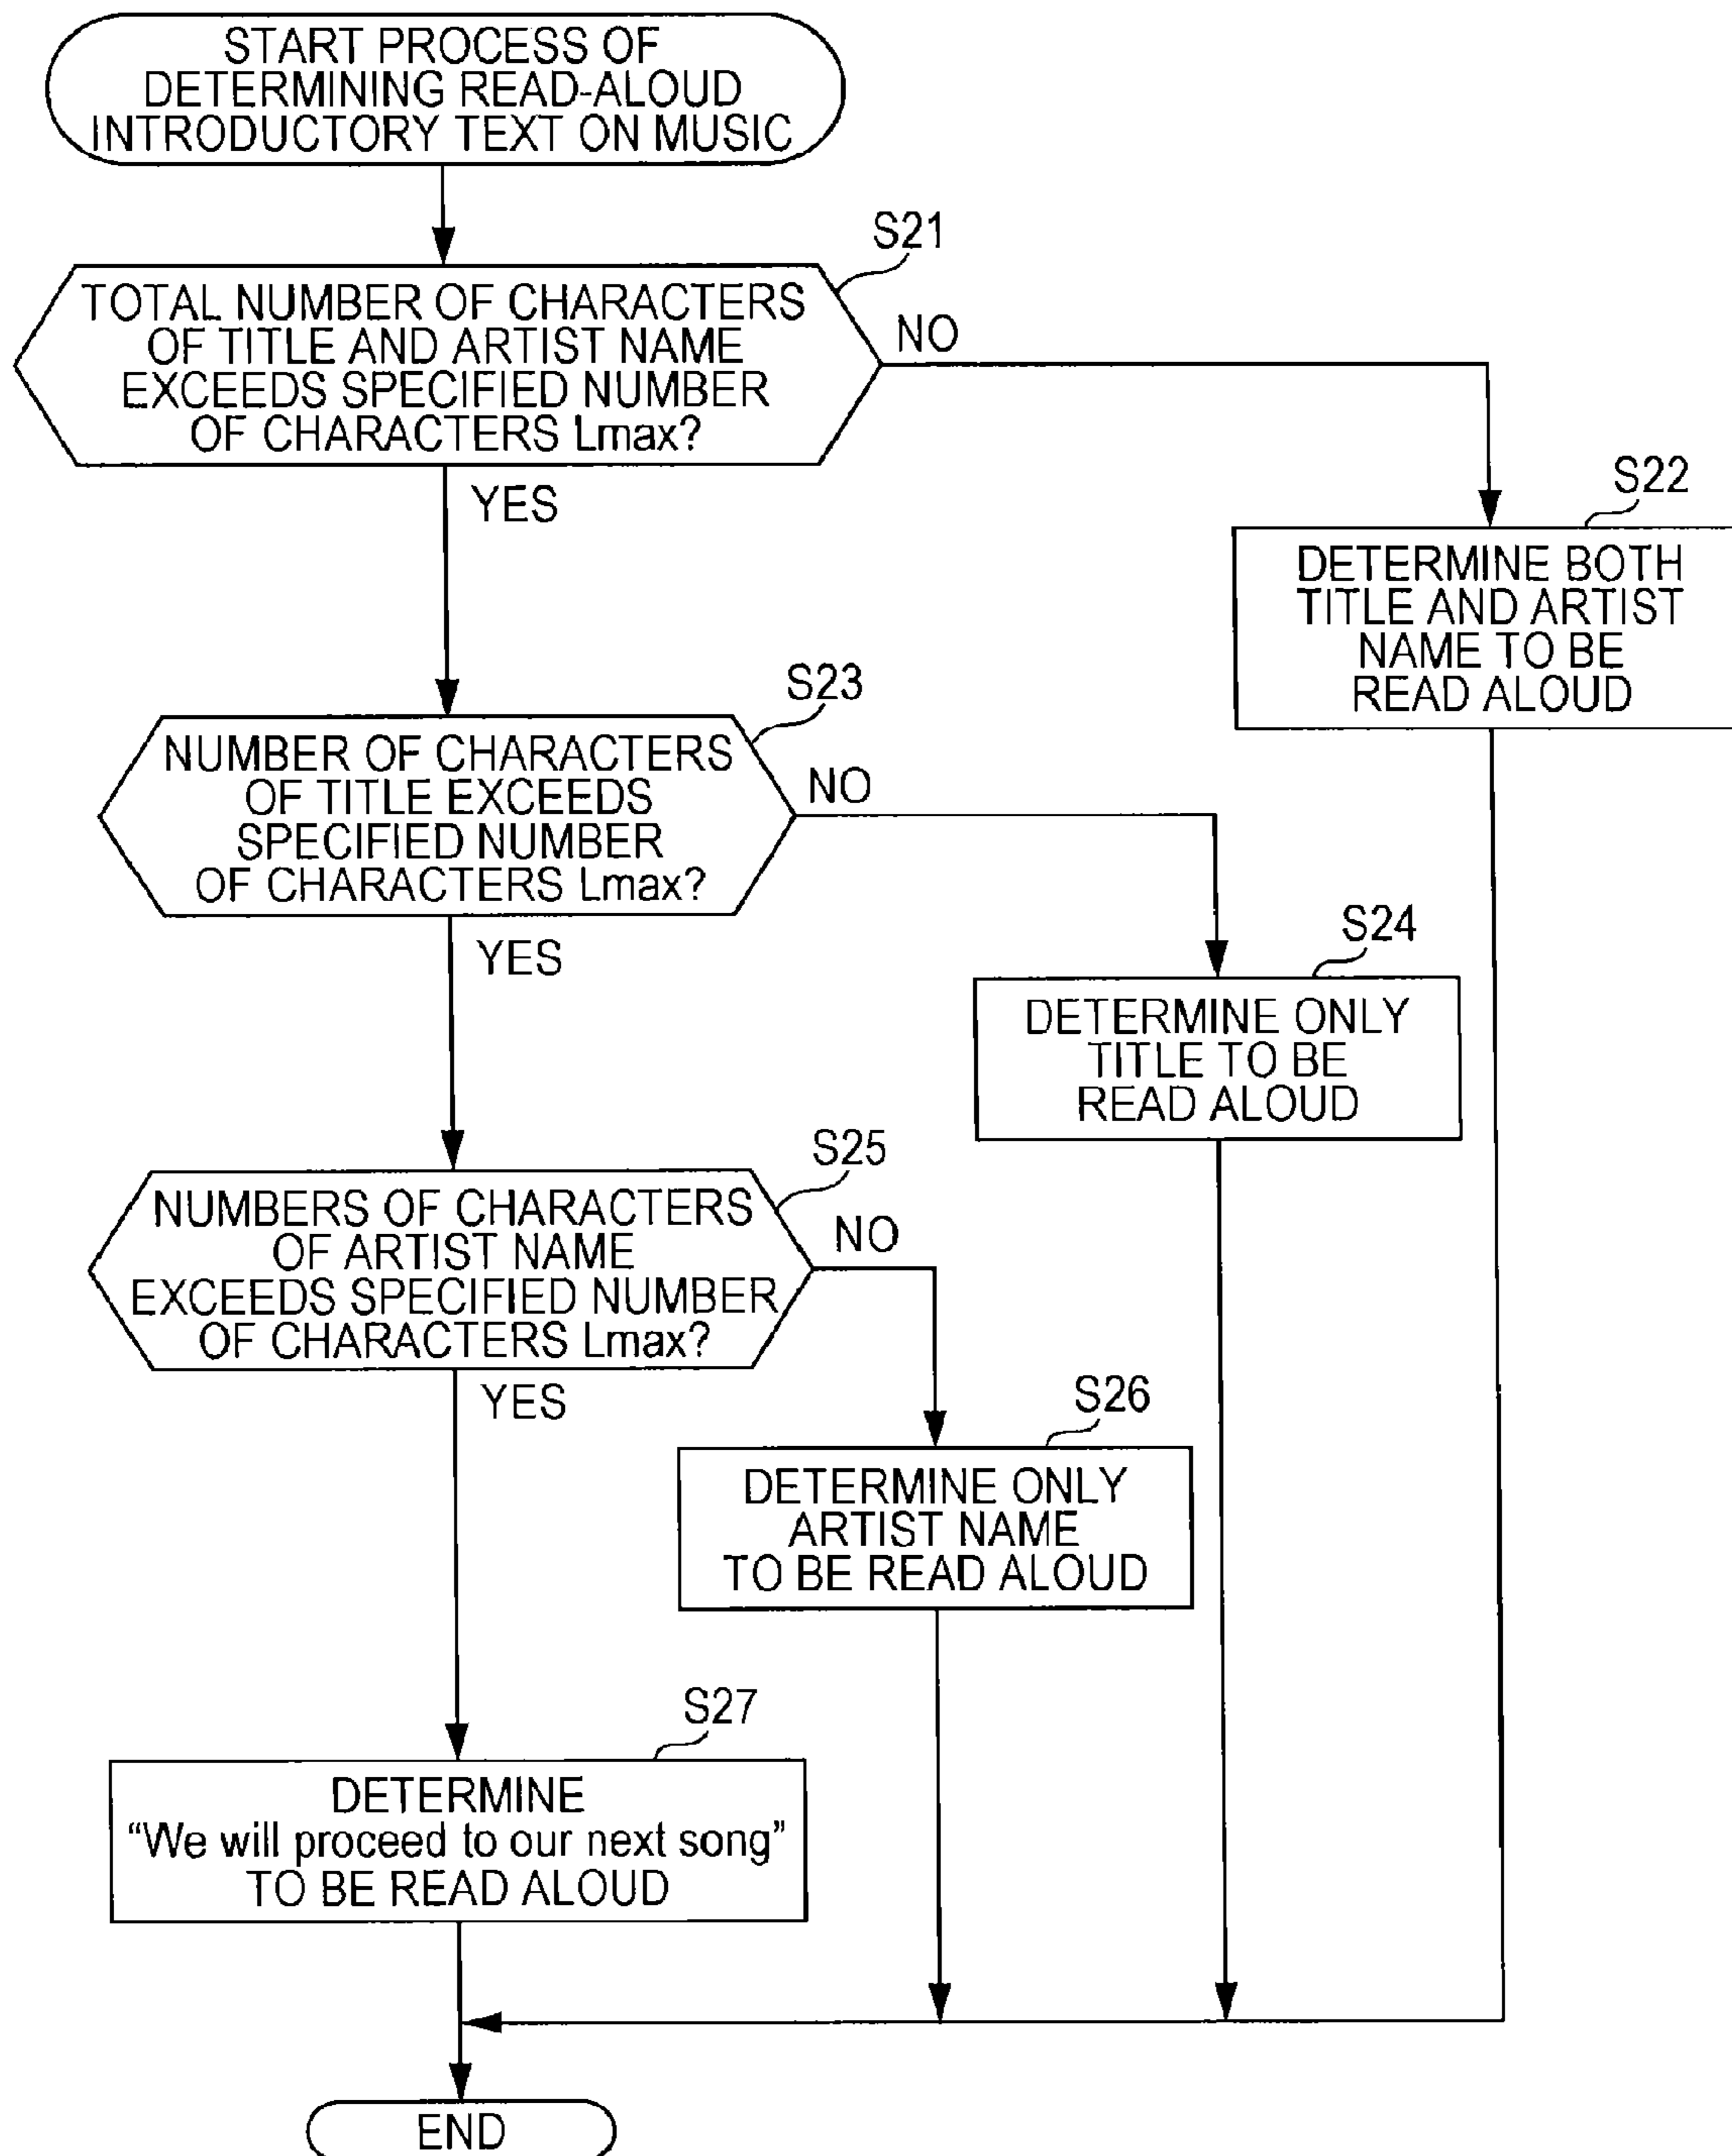 START PROCESS OF
DETERMINING READ-ALOUD
INTRODUCTORY TEXT ON MUSIC
S21
TOTAL NUMBER OF CHARACTERS
OF TITLE AND ARTIST NAME
EXCEEDS SPECIFIED NUMBER
OF CHARACTERS Lmax?
NO
YES
S22
DETERMINE BOTH
TITLE AND ARTIST
NAME TO BE
READ ALOUD
S23
NUMBER OF CHARACTERS
OF TITLE EXCEEDS
SPECIFIED NUMBER
OF CHARACTERS Lmax?
NO
YES
S24
DETERMINE ONLY
TITLE TO BE
READ ALOUD
S25
NUMBERS OF CHARACTERS
OF ARTIST NAME
EXCEEDS SPECIFIED NUMBER
OF CHARACTERS Lmax?
NO
YES
S26
DETERMINE ONLY
ARTIST NAME
TO BE READ ALOUD
S27
DETERMINE
“We will proceed to our next song”
TO BE READ ALOUD
END